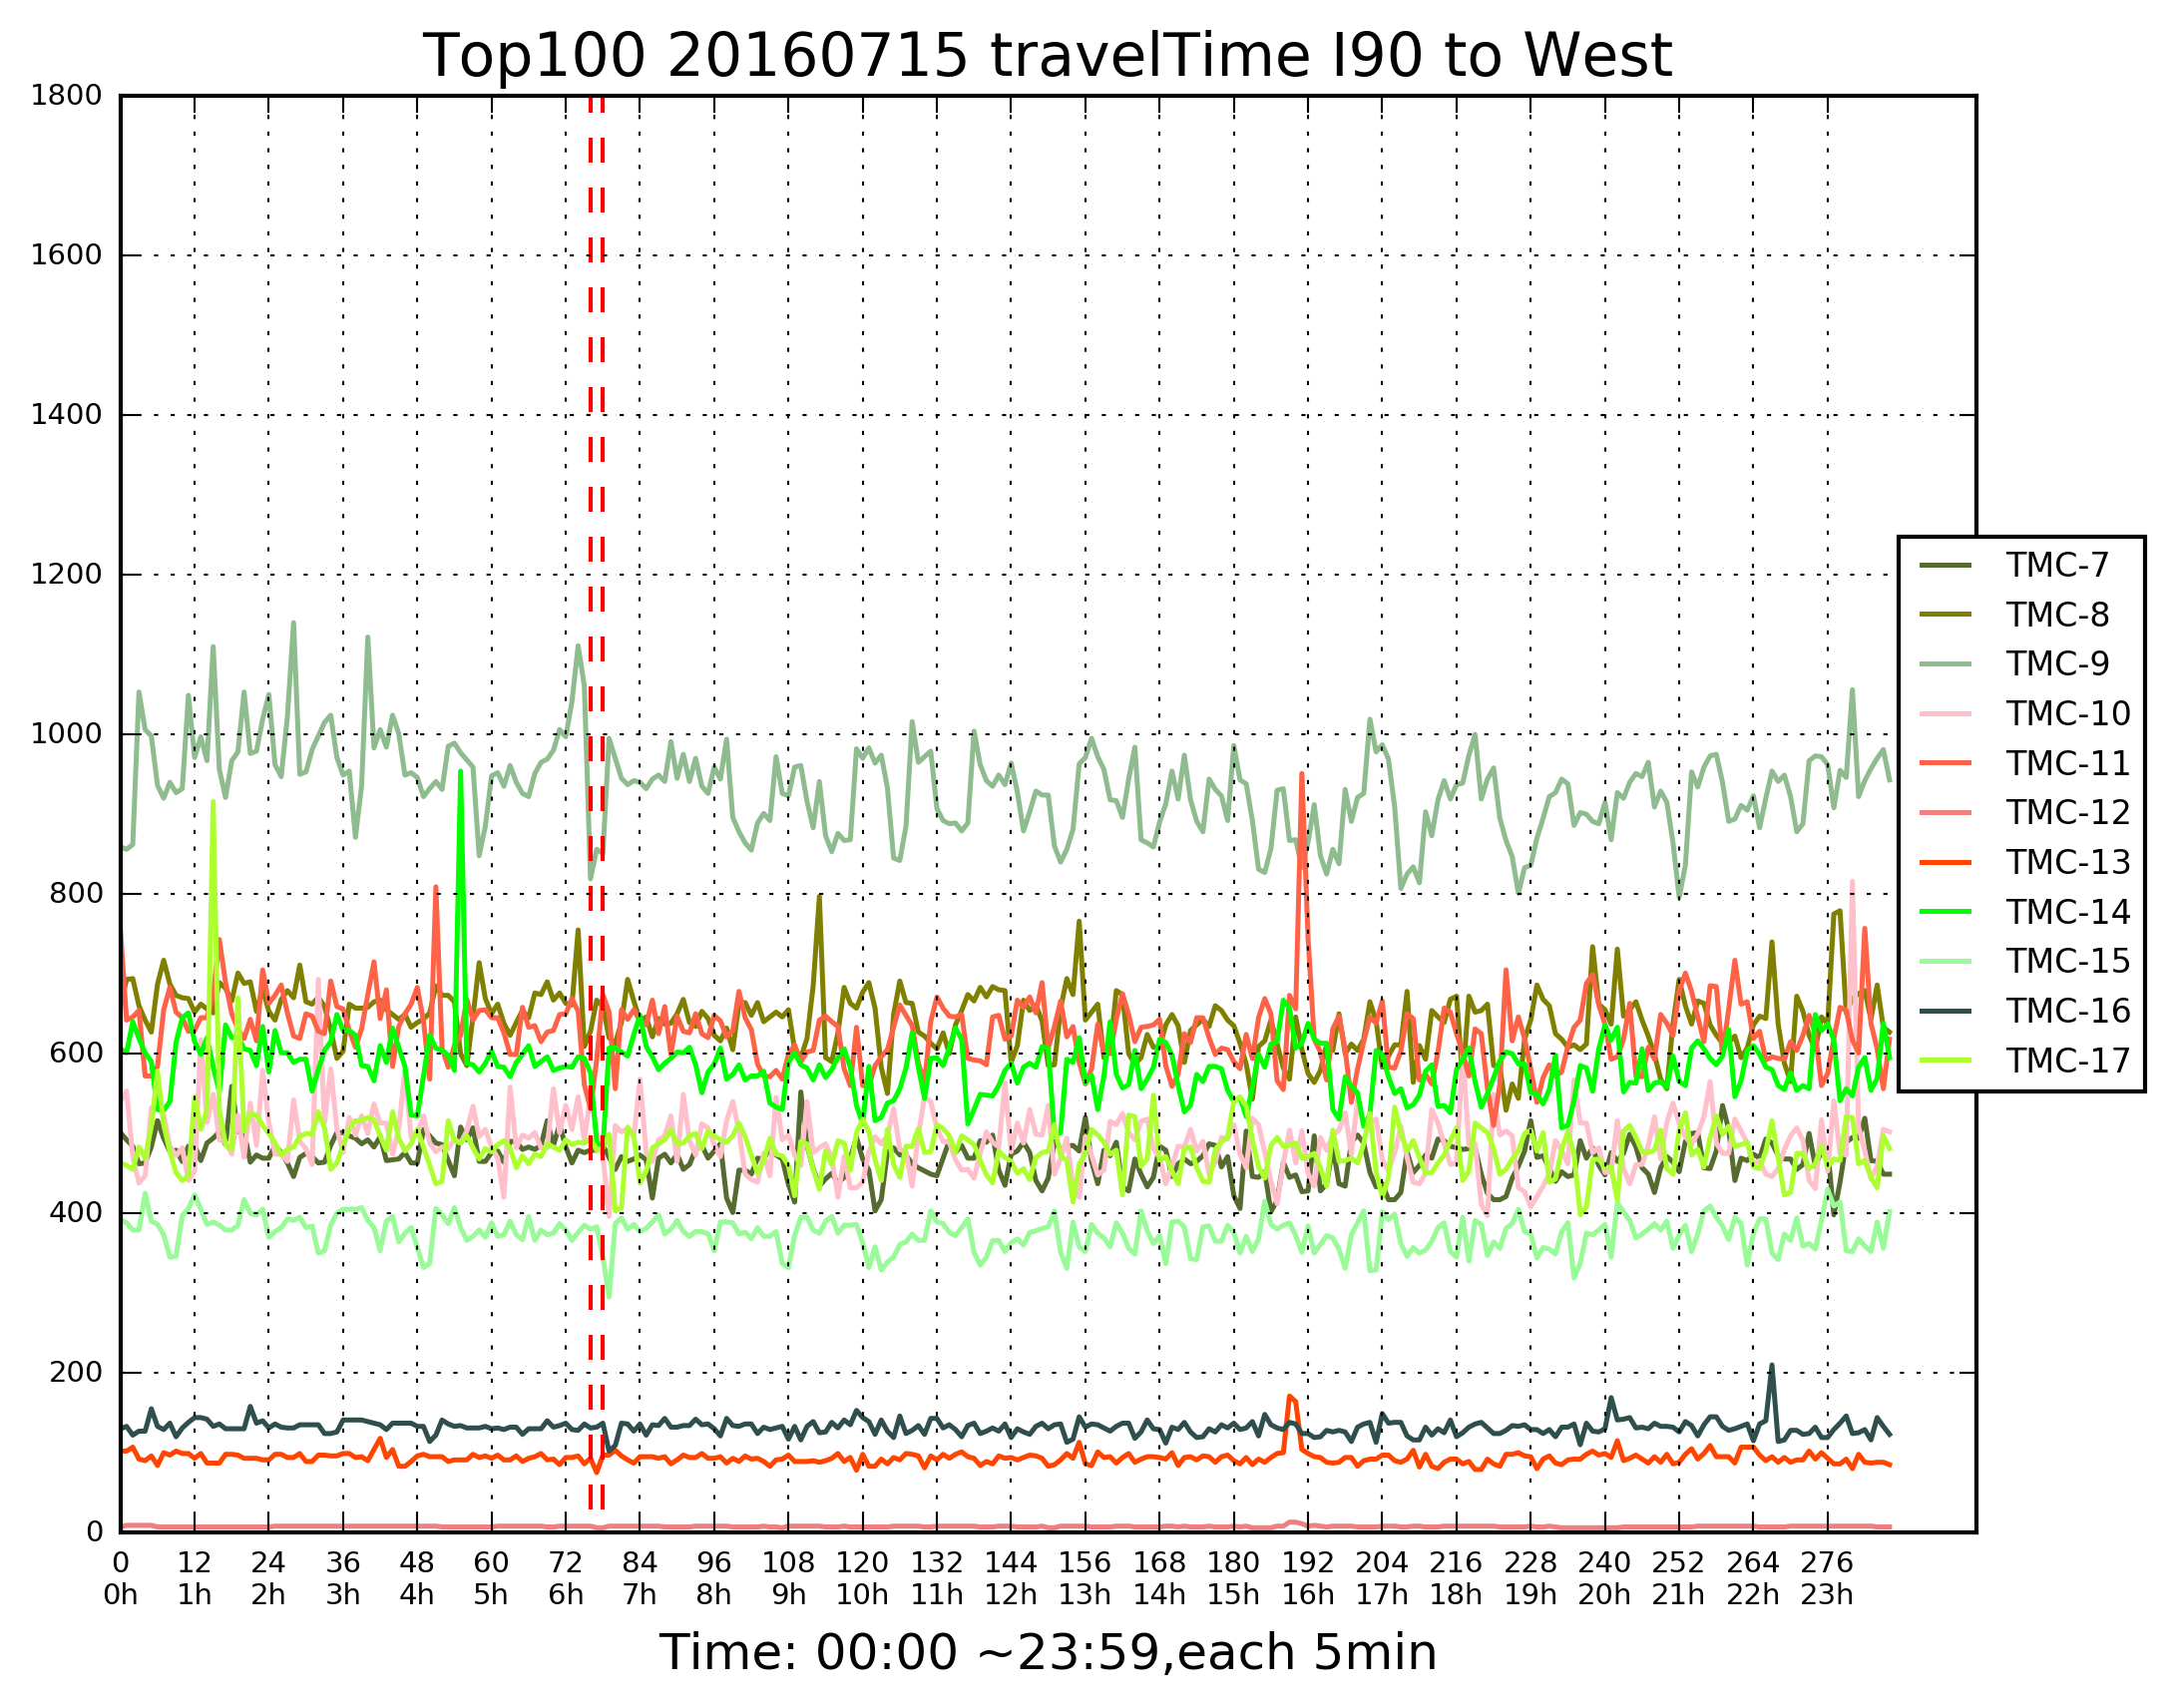 Top100 20160715 travelTime I90 to West
1800
1600
1400
1200
1000
800
600
400
200
0
TMC-7
TMC-8
TMC-9
TMC-10
TMC-11
TMC-12
TMC-13
TMC-14
TMC-15
TMC-16
TMC-17
0 12 24 36 48 60 72 84 96 108 120 132 144 156 168 180 192 204 216 228 240 252 264 276
0h 1h 2h 3h 4h 5h 6h 7h 8h 9h 10h 11h 12h 13h 14h 15h 16h 17h 18h 19h 20h 21h 22h 23h
Time: 00:00 ~23:59,each 5min